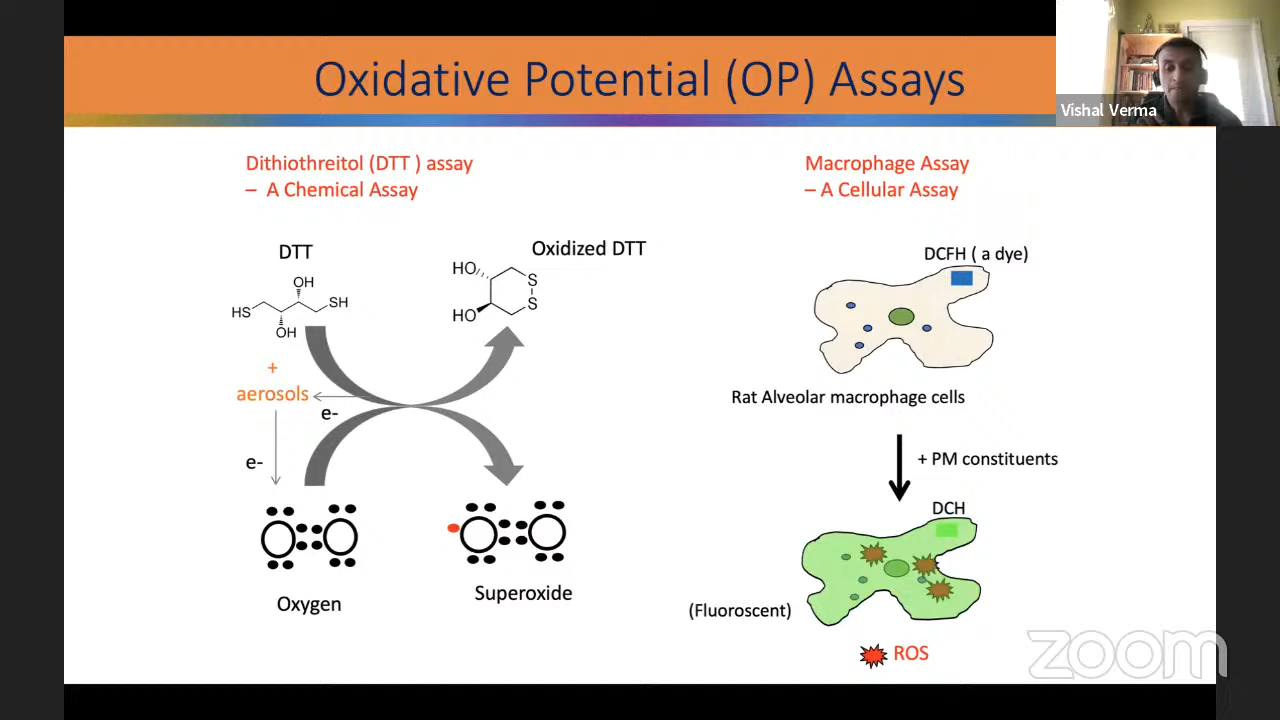 Oxidative Potential (OP) Assays
Vishal Verma
Dithiothreitol (DTT ) assay
– A Chemical Assay
DTT
OH
HS
SH
OH
+
aerosols
e-
e-
Oxygen
Oxidized DTT
HO
S
S
HO
Superoxide
Macrophage Assay
– A Cellular Assay
DCFH ( a dye)
Rat Alveolar macrophage cells
+ PM constituents
DCH
(Fluoroscent)
ROS
zoom